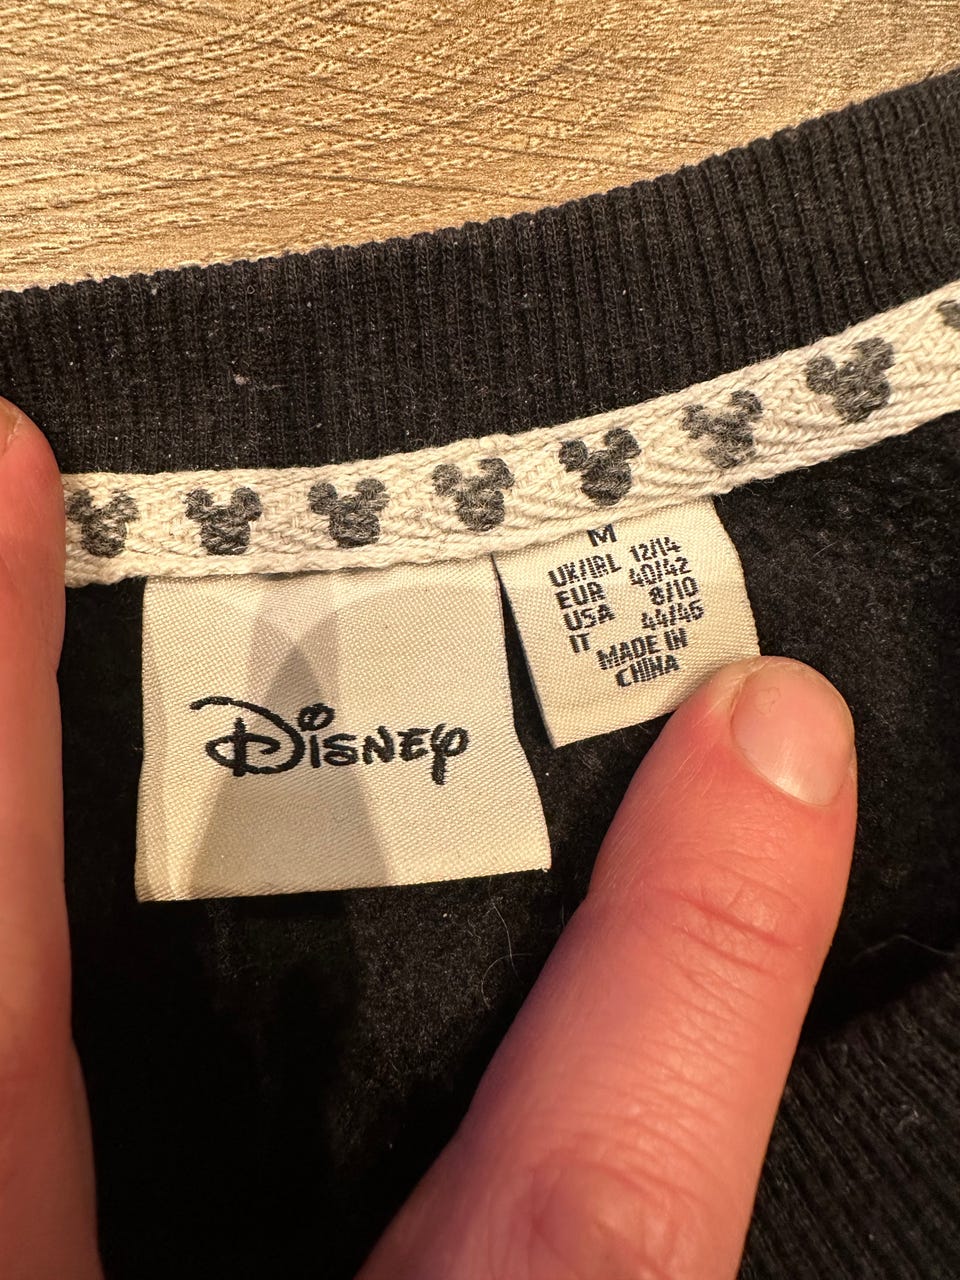 Disney
M
UK/IRL 12/14
EUR 40/42
USA 8/10
IT 44/46
MADE IN
CHINA